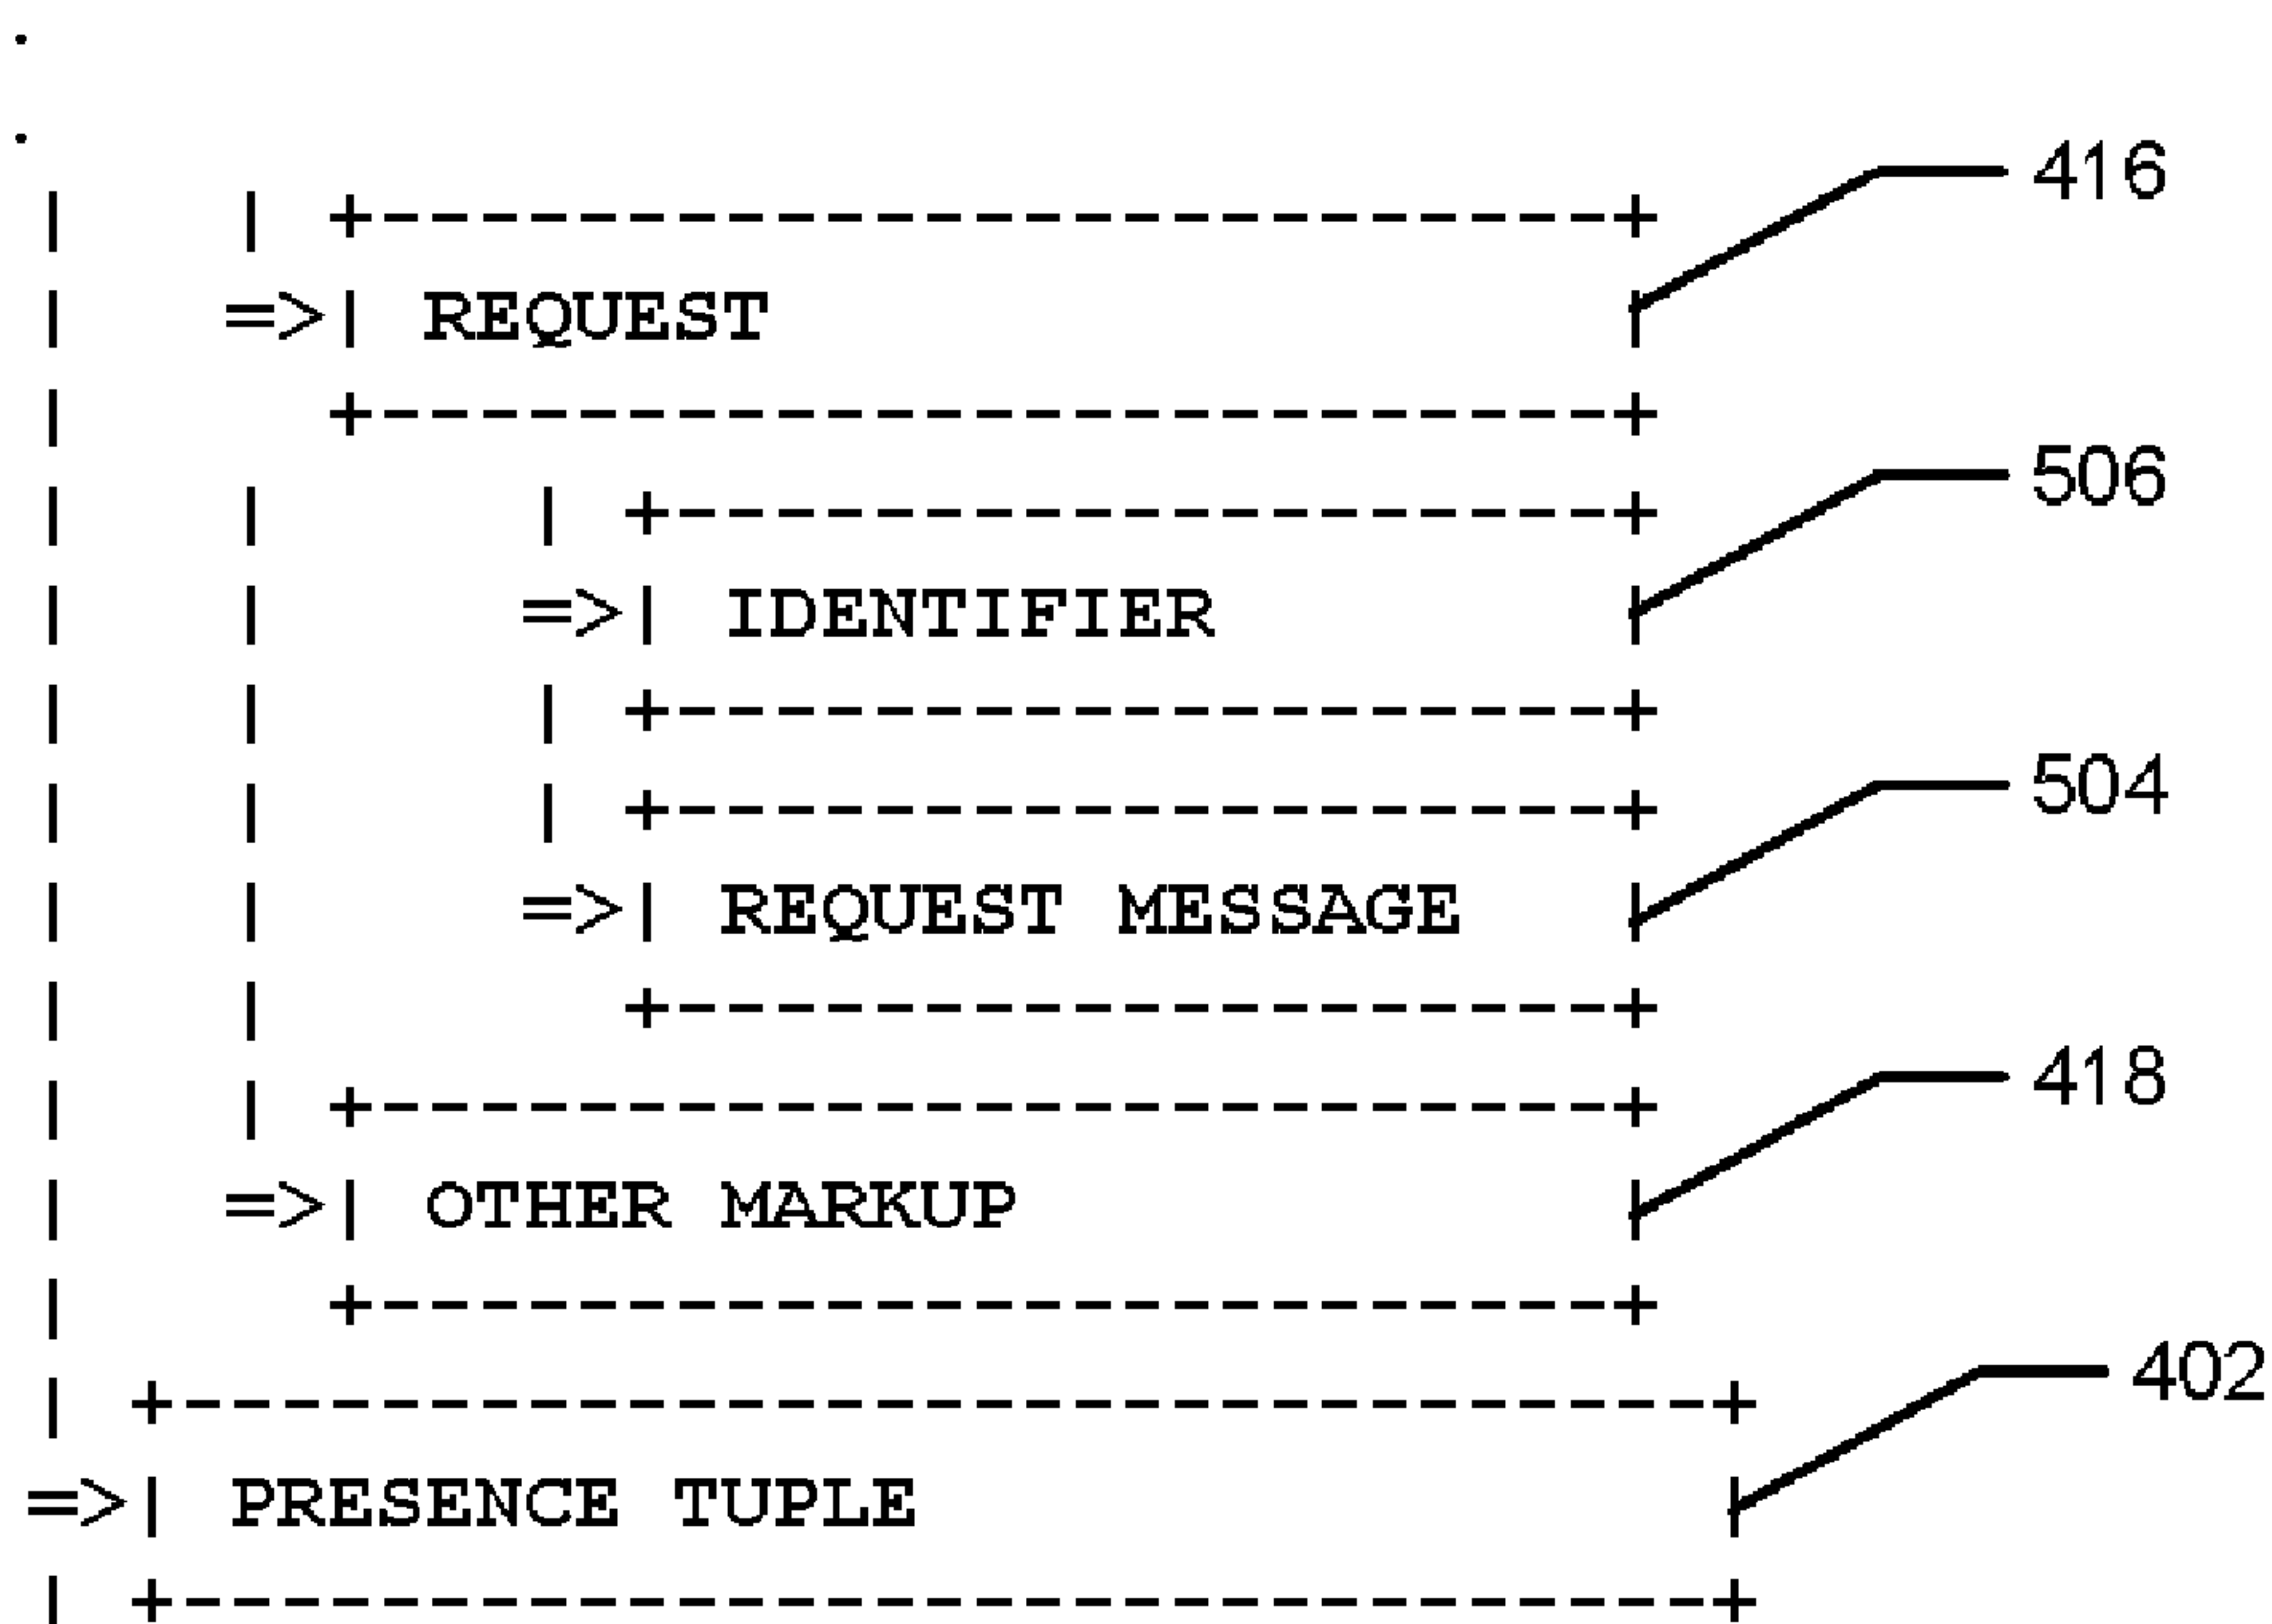 .
.
416
| | +--------------------------+
| =>| REQUEST |
| +--------------------------+
506
| | | +--------------------+
| | =>| IDENTIFIER |
| | | +--------------------+
504
| | | +--------------------+
| | =>| REQUEST MESSAGE |
| | +--------------------+
418
| | +--------------------------+
| =>| OTHER MARKUP |
| +--------------------------+
402
| +--------------------------------+
=>| PRESENCE TUPLE |
| +--------------------------------+